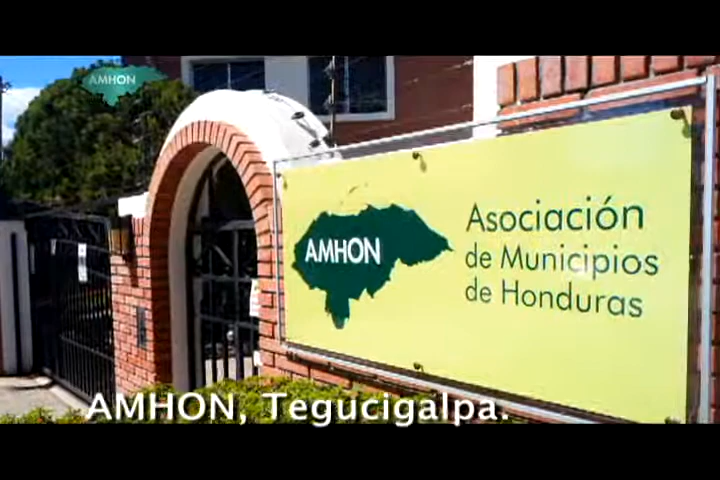 AMHON
AMHON
Asociación
de Municipios
de Honduras
AMHON, Tegucigalpa.